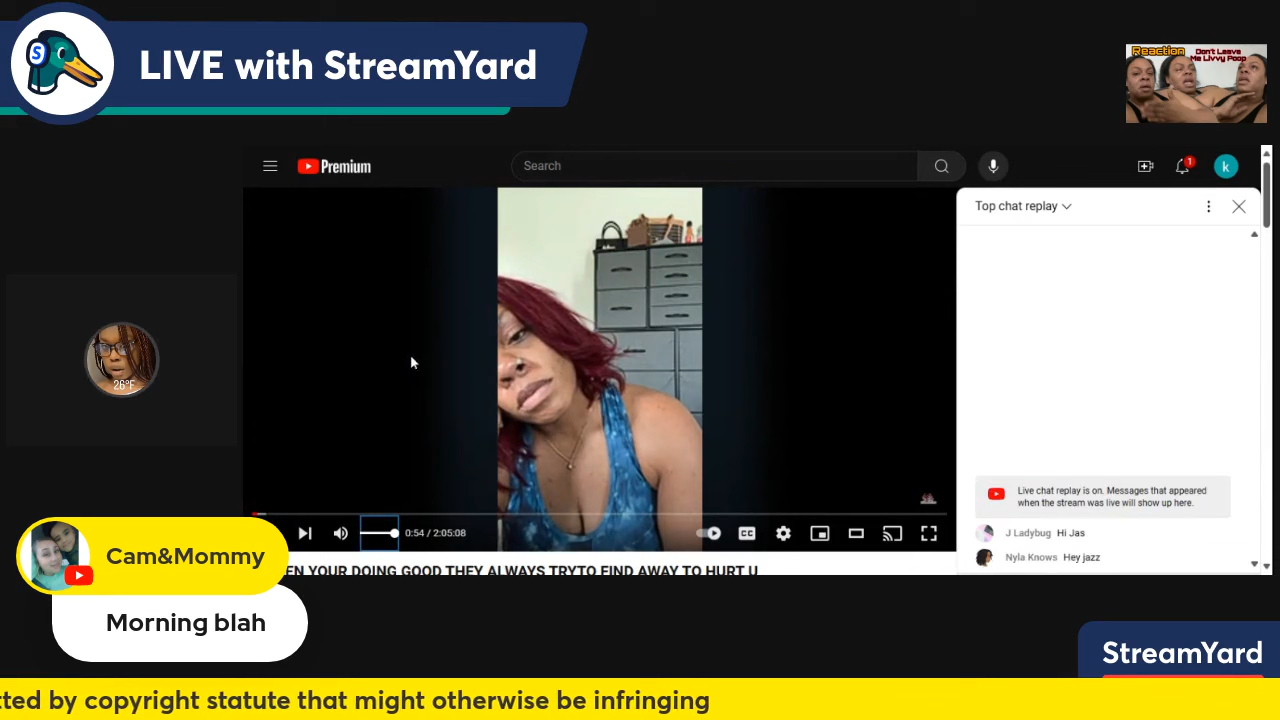 LIVE with StreamYard
Reaction
Don't Leave
Me Livvy Poop
Premium
Search
1
k
Top chat replay
26°F
Live chat replay is on. Messages that appeared
when the stream was live will show up here.
J Ladybug Hi Jas
Nyla Knows Hey jazz
0:54 / 2:05:08
CC
EN YOUR DOING GOOD THEY ALWAYS TRYTO FIND AWAY TO HURT U
Cam&Mommy
Morning blah
StreamYard
tted by copyright statute that might otherwise be infringing